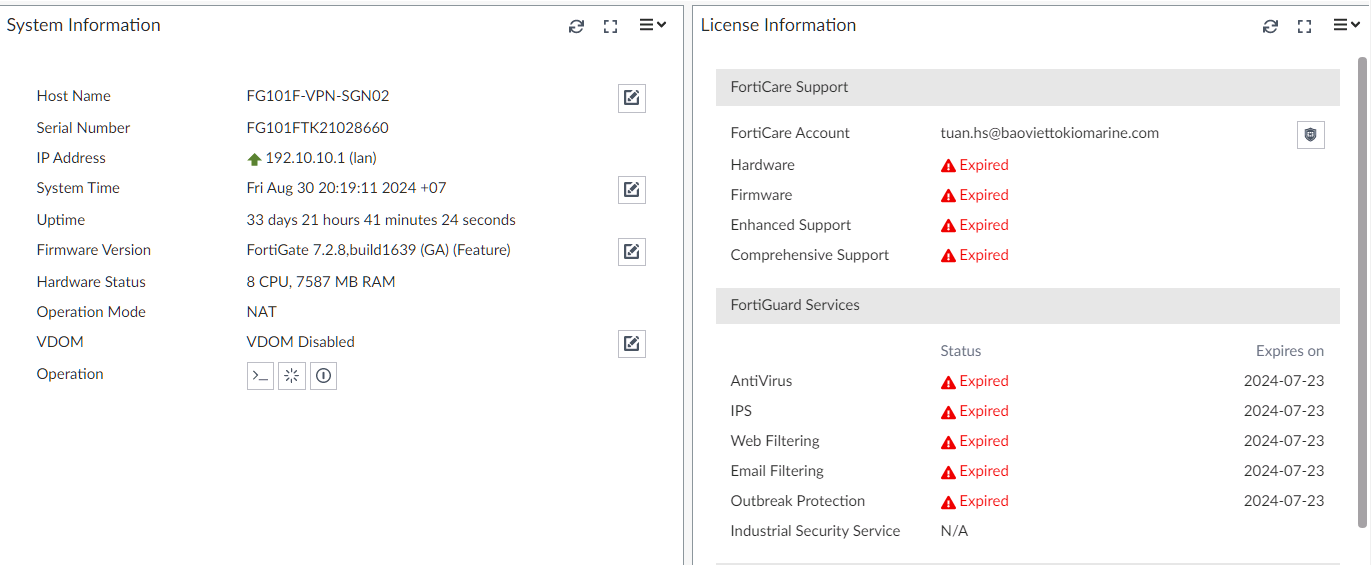 System Information
Host Name FG101F-VPN-SGN02
Serial Number FG101FTK21028660
IP Address 192.10.10.1 (lan)
System Time Fri Aug 30 20:19:11 2024 +07
Uptime 33 days 21 hours 41 minutes 24 seconds
Firmware Version FortiGate 7.2.8,build1639 (GA) (Feature)
Hardware Status 8 CPU, 7587 MB RAM
Operation Mode NAT
VDOM VDOM Disabled
Operation >_
License Information
FortiCare Support
FortiCare Account tuan.hs@baoviettokiomarine.com
Hardware Expired
Firmware Expired
Enhanced Support Expired
Comprehensive Support Expired
FortiGuard Services
Status Expires on
AntiVirus Expired 2024-07-23
IPS Expired 2024-07-23
Web Filtering Expired 2024-07-23
Email Filtering Expired 2024-07-23
Outbreak Protection Expired 2024-07-23
Industrial Security Service N/A